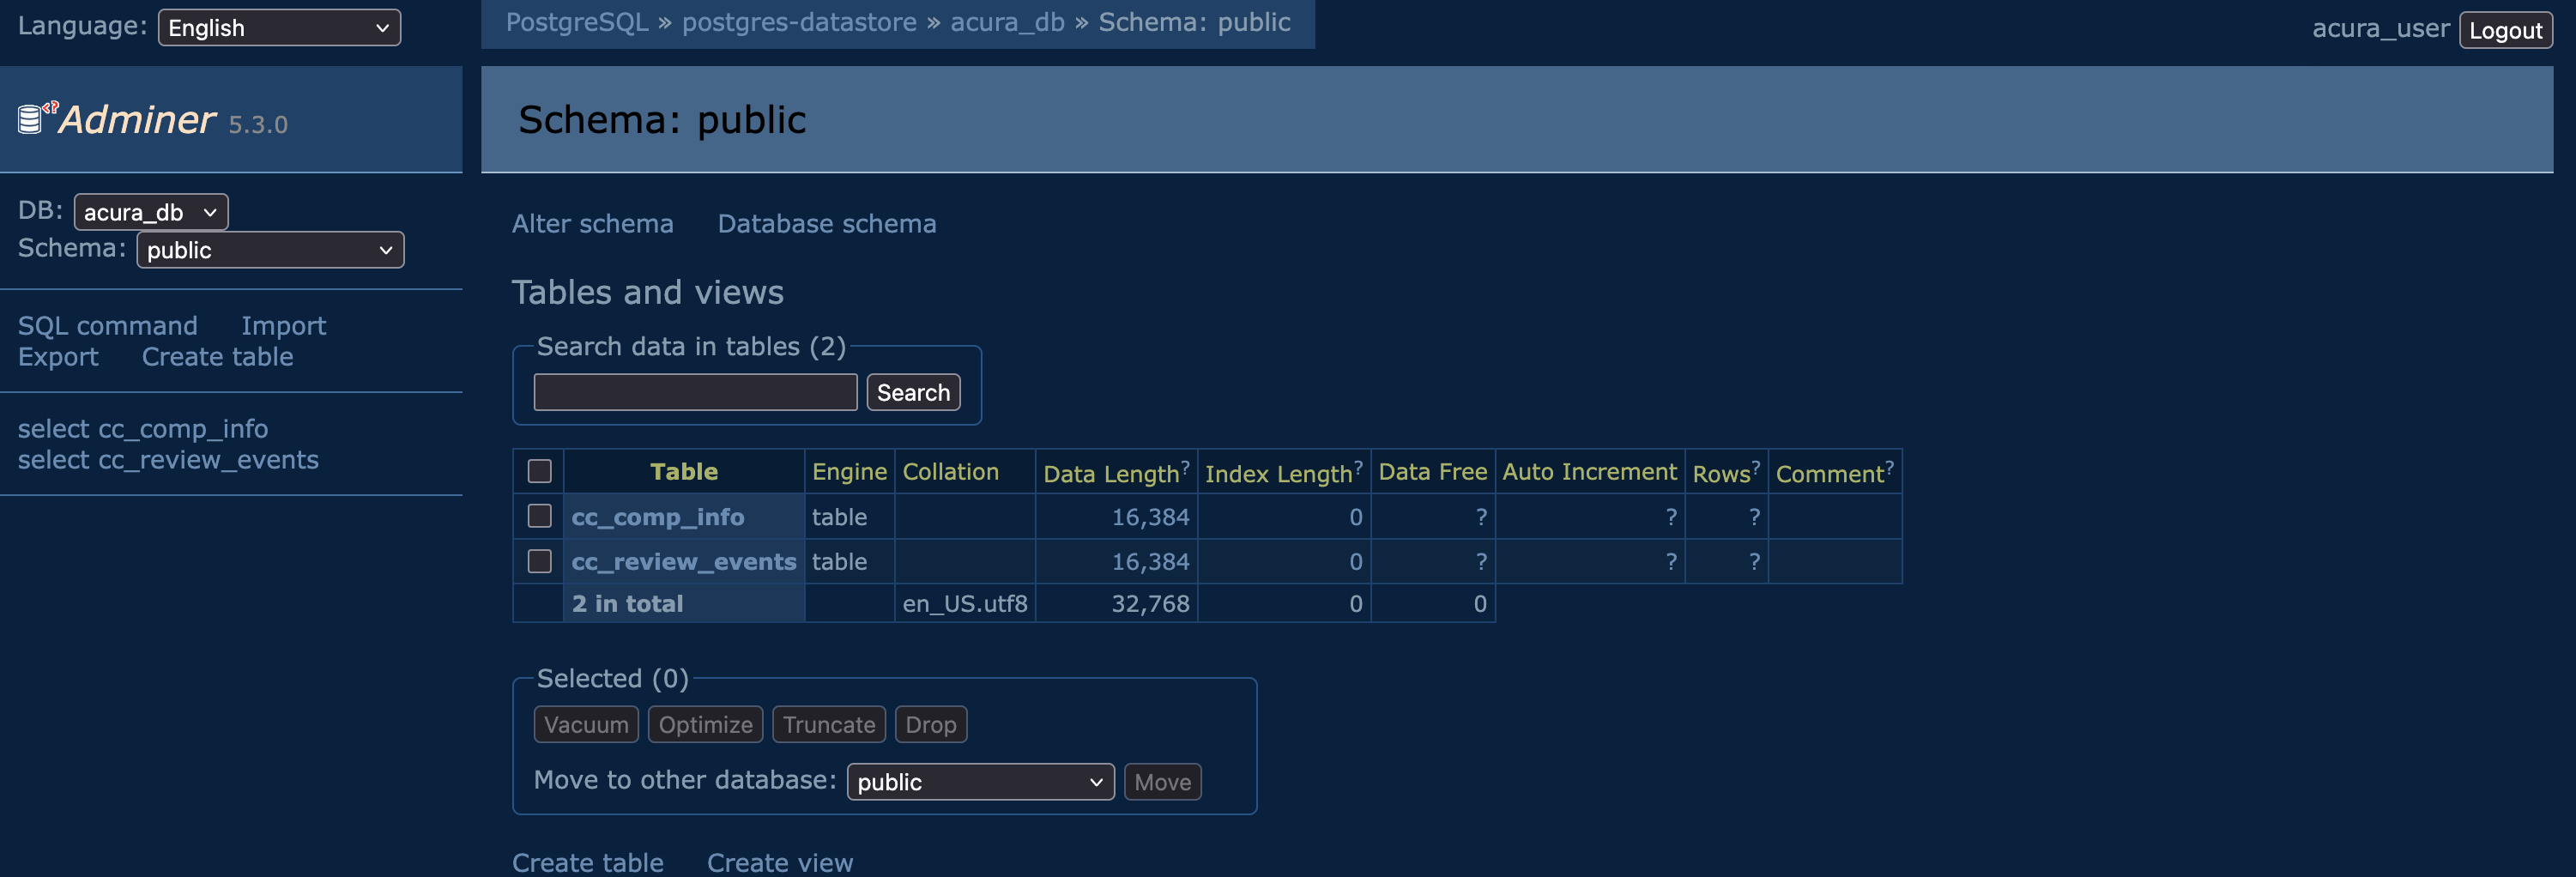 Language: English
PostgreSQL » postgres-datastore » acura_db » Schema: public
acura_user Logout
Adminer 5.3.0
Schema: public
DB: acura_db
Schema: public
SQL command Import
Export Create table
select cc_comp_info
select cc_review_events
Alter schema Database schema
Tables and views
Search data in tables (2)
Search
Table Engine Collation Data Length? Index Length? Data Free Auto Increment Rows? Comment?
cc_comp_info table 16,384 0 ? ? ?
cc_review_events table 16,384 0 ? ? ?
2 in total en_US.utf8 32,768 0 0
Selected (0)
Vacuum Optimize Truncate Drop
Move to other database: public Move
Create table Create view